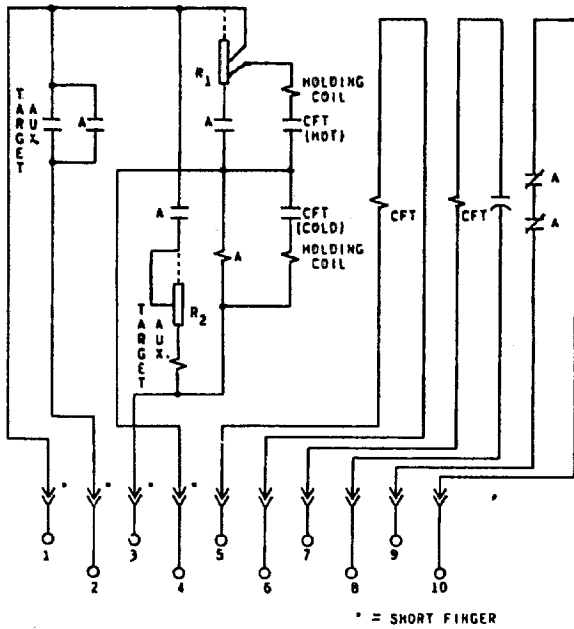 R1
HOLDING
COIL
TARGET
AUX.
A
A
CFT
(HOT)
A
CFT
(COLD)
HOLDING
COIL
A
CFT
CFT
A
A
R2
TARGET
AUX.
* * * *
1
2
3
4
5
6
7
8
9
10
* = SHORT FINGER